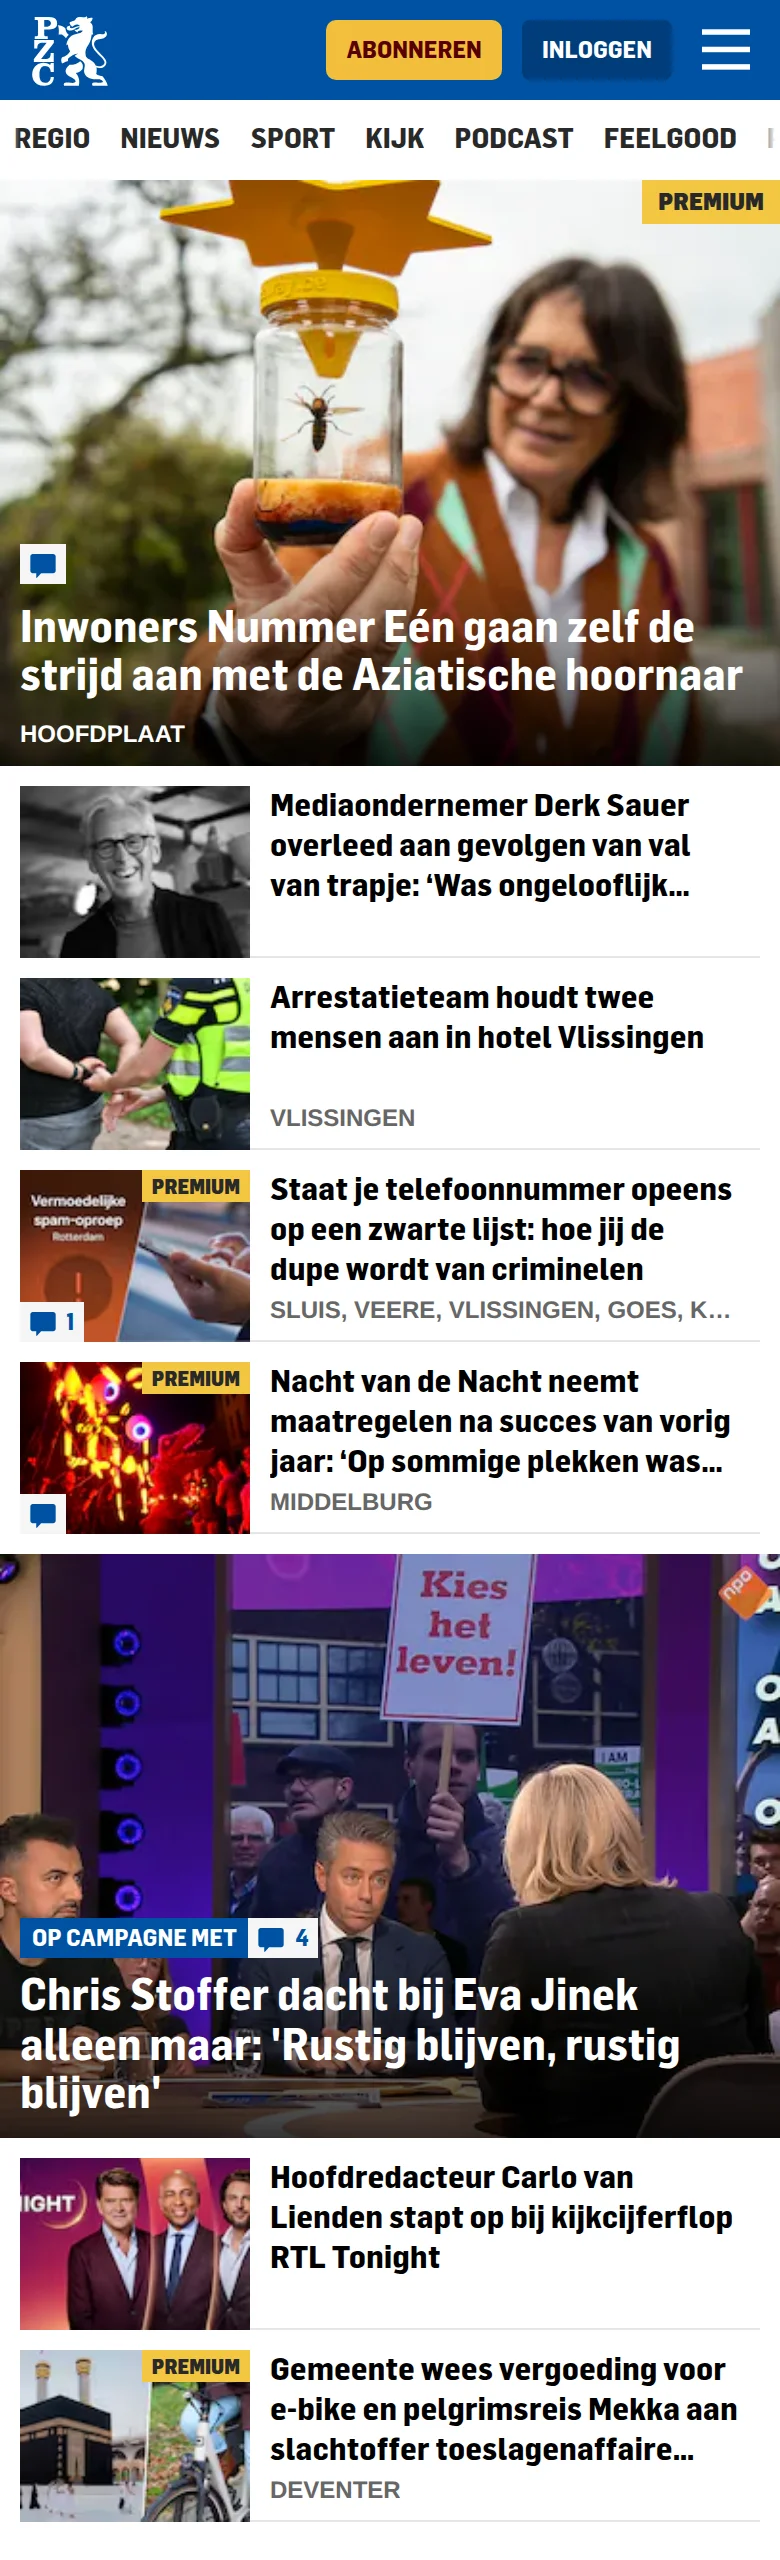 PZC
ABONNEREN
INLOGGEN
REGIO NIEUWS SPORT KIJK PODCAST FEELGOOD
PREMIUM
Inwoners Nummer Eén gaan zelf de
strijd aan met de Aziatische hoornaar
HOOFDPLAAT
Mediaondernemer Derk Sauer
overleed aan gevolgen van val
van trapje: ‘Was ongelooflijk...
Arrestatieteam houdt twee
mensen aan in hotel Vlissingen
VLISSINGEN
Vermoedelijke
spam-oproep
Rotterdam
PREMIUM
1
Staat je telefoonnummer opeens
op een zwarte lijst: hoe jij de
dupe wordt van criminelen
SLUIS, VEERE, VLISSINGEN, GOES, K...
PREMIUM
Nacht van de Nacht neemt
maatregelen na succes van vorig
jaar: ‘Op sommige plekken was...
MIDDELBURG
Kies
het
leven!
npo
I AM
OP CAMPAGNE MET
4
Chris Stoffer dacht bij Eva Jinek
alleen maar: 'Rustig blijven, rustig
blijven'
IGHT
Hoofdredacteur Carlo van
Lienden stapt op bij kijkcijferflop
RTL Tonight
PREMIUM
Gemeente wees vergoeding voor
e-bike en pelgrimsreis Mekka aan
slachtoffer toeslagenaffaire...
DEVENTER